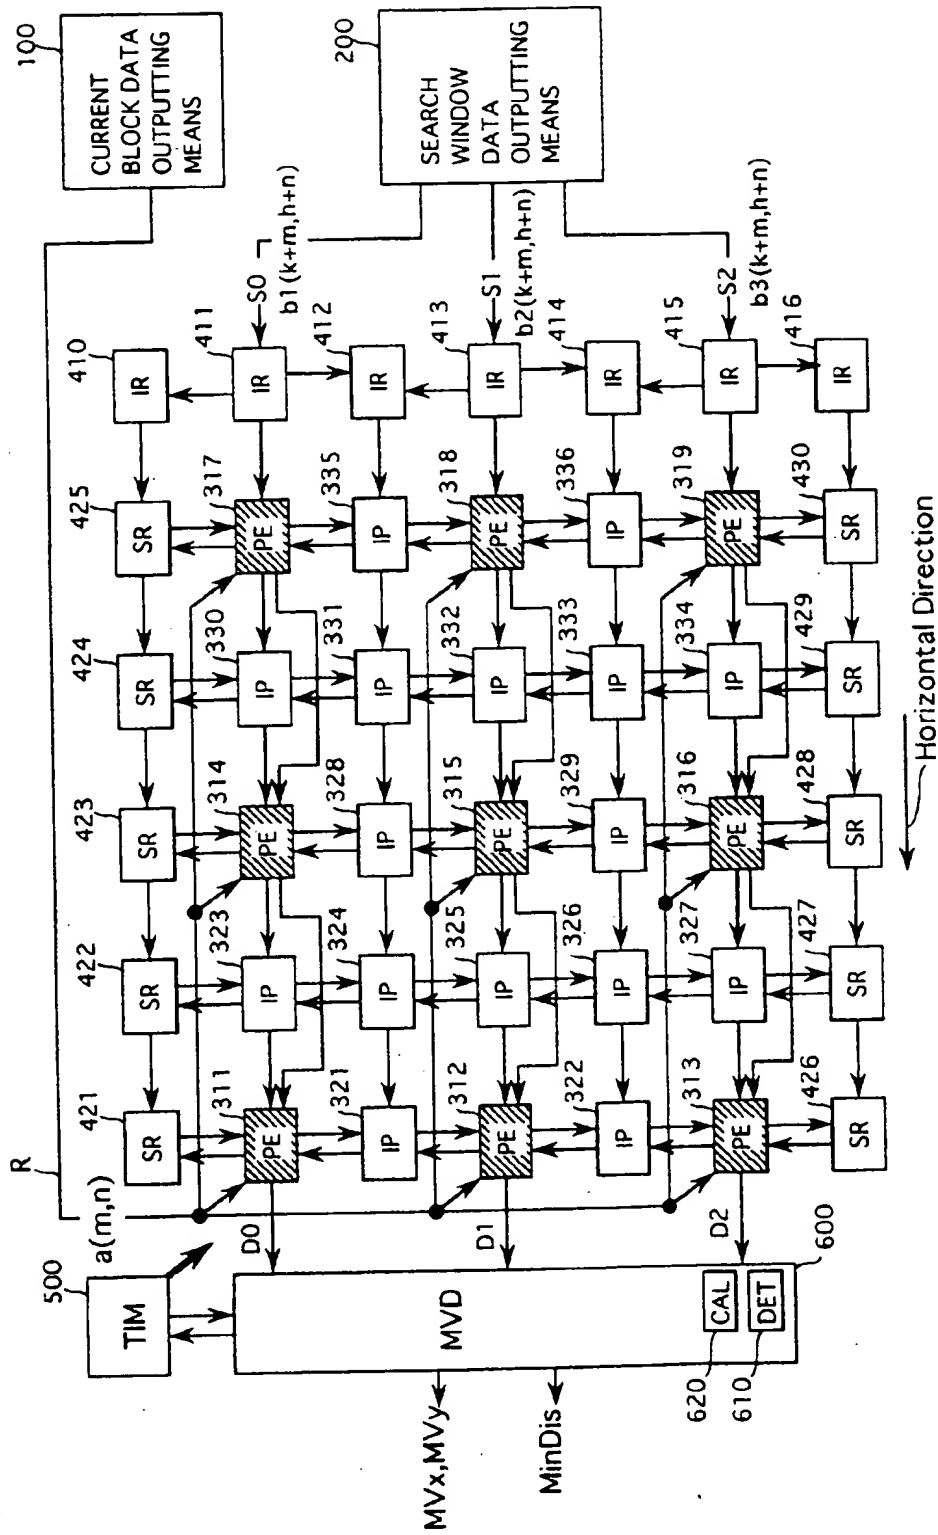 100
CURRENT
BLOCK DATA
OUTPUTTING
MEANS
200
SEARCH
WINDOW
DATA
OUTPUTTING
MEANS
R
a(m,n)
S0
b1(k+m,h+n)
S1
b2(k+m,h+n)
S2
b3(k+m,h+n)
421 422 423 424 425 410
SR SR SR SR SR IR
311 323 314 330 317 411
PE IP PE IP PE IR
321 324 328 331 335 412
IP IP IP IP IP IR
312 325 315 332 318 413
PE IP PE IP PE IR
322 326 329 333 336 414
IP IP IP IP IP IR
313 327 316 334 319 415
PE IP PE IP PE IR
426 427 428 429 430 416
SR SR SR SR SR IR
Horizontal Direction
500
TIM
D0
D1
D2
600
MVD
CAL
DET
620
610
MVx,MVy
MinDis